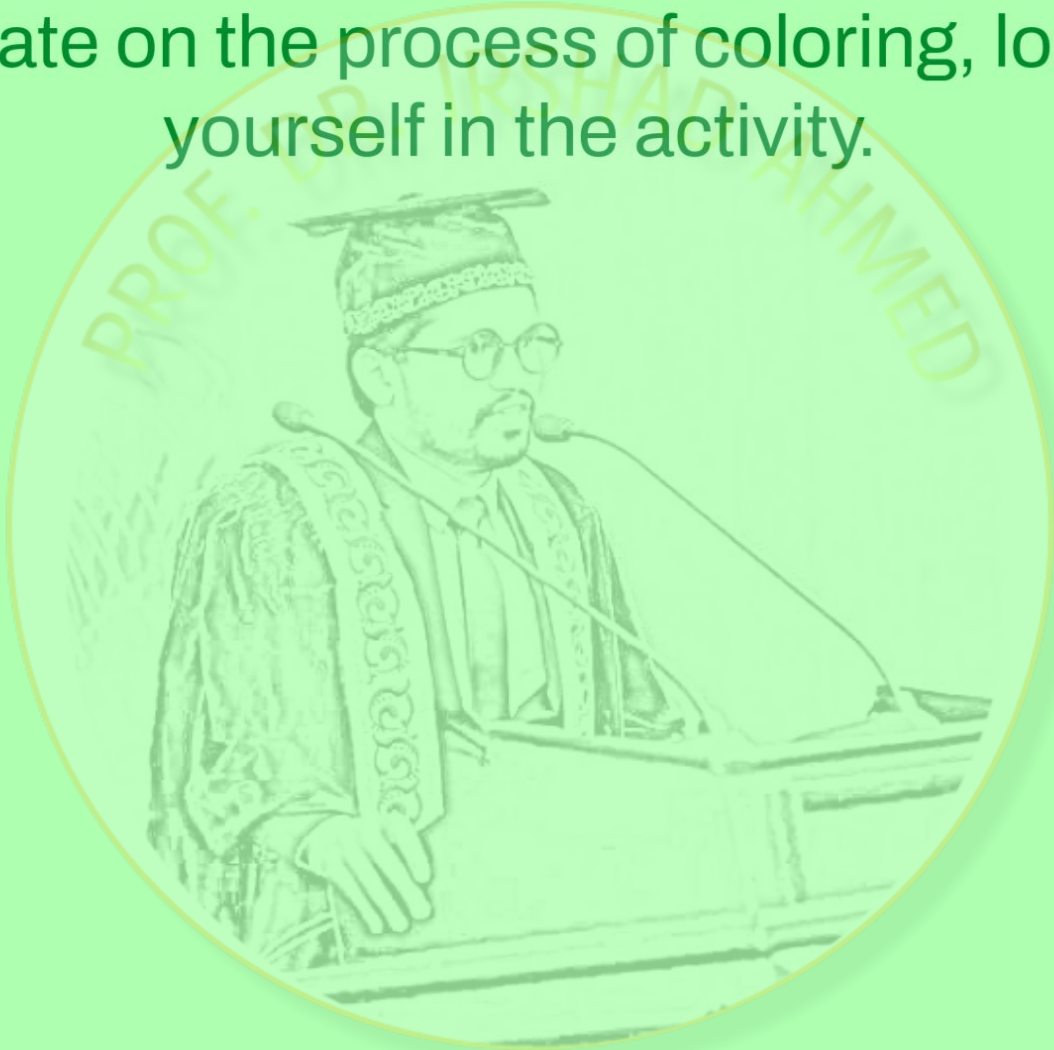 ate on the process of coloring, lo
yourself in the activity.
PROF. DR. IRSHAD AHMED